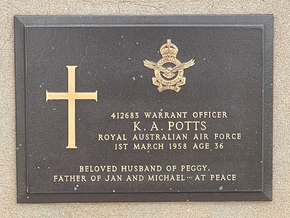 412683 WARRANT OFFICER
K. A. POTTS
ROYAL AUSTRALIAN AIR FORCE
1ST MARCH 1958 AGE 36
BELOVED HUSBAND OF PEGGY.
FATHER OF JAN AND MICHAEL — AT PEACE